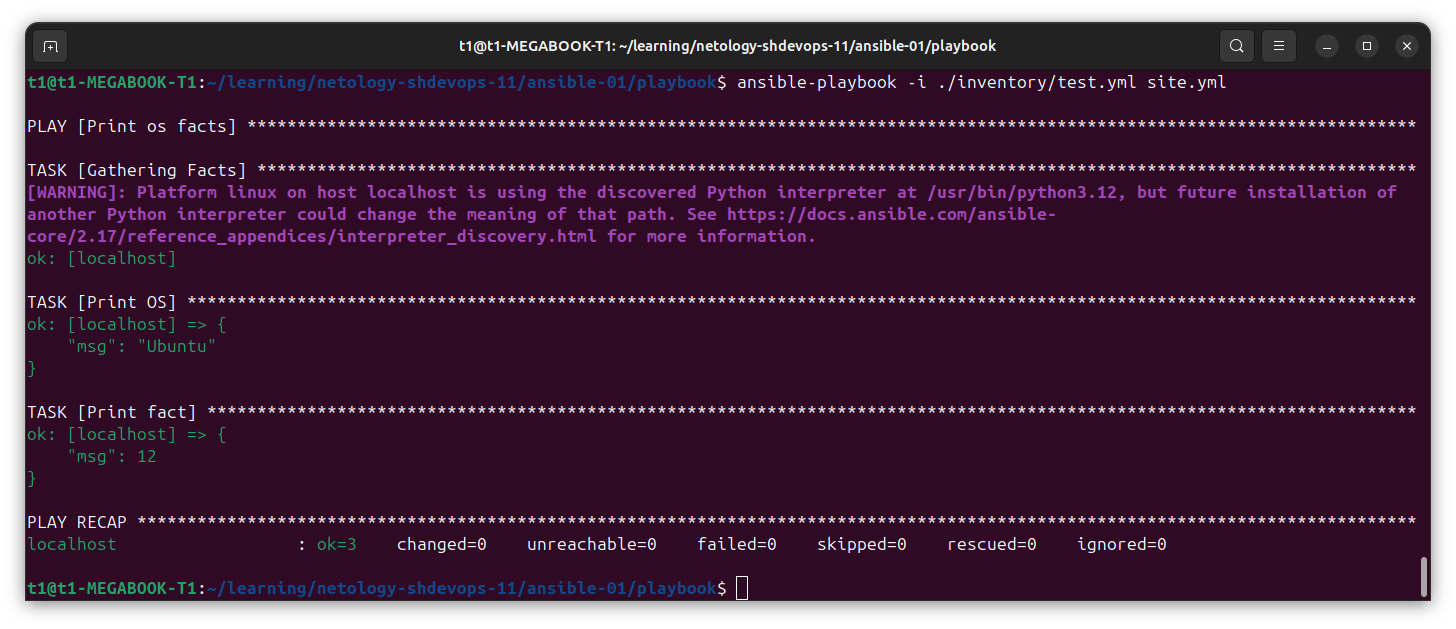 t1@t1-MEGABOOK-T1: ~/learning/netology-shdevops-11/ansible-01/playbook
t1@t1-MEGABOOK-T1:~/learning/netology-shdevops-11/ansible-01/playbook$ ansible-playbook -i ./inventory/test.yml site.yml
PLAY [Print os facts] *********************************************************************************************************************
TASK [Gathering Facts] ********************************************************************************************************************
[WARNING]: Platform linux on host localhost is using the discovered Python interpreter at /usr/bin/python3.12, but future installation of
another Python interpreter could change the meaning of that path. See https://docs.ansible.com/ansible-
core/2.17/reference_appendices/interpreter_discovery.html for more information.
ok: [localhost]
TASK [Print OS] ***************************************************************************************************************************
ok: [localhost] => {
    "msg": "Ubuntu"
}
TASK [Print fact] *************************************************************************************************************************
ok: [localhost] => {
    "msg": 12
}
PLAY RECAP ********************************************************************************************************************************
localhost                  : ok=3    changed=0    unreachable=0    failed=0    skipped=0    rescued=0    ignored=0
t1@t1-MEGABOOK-T1:~/learning/netology-shdevops-11/ansible-01/playbook$